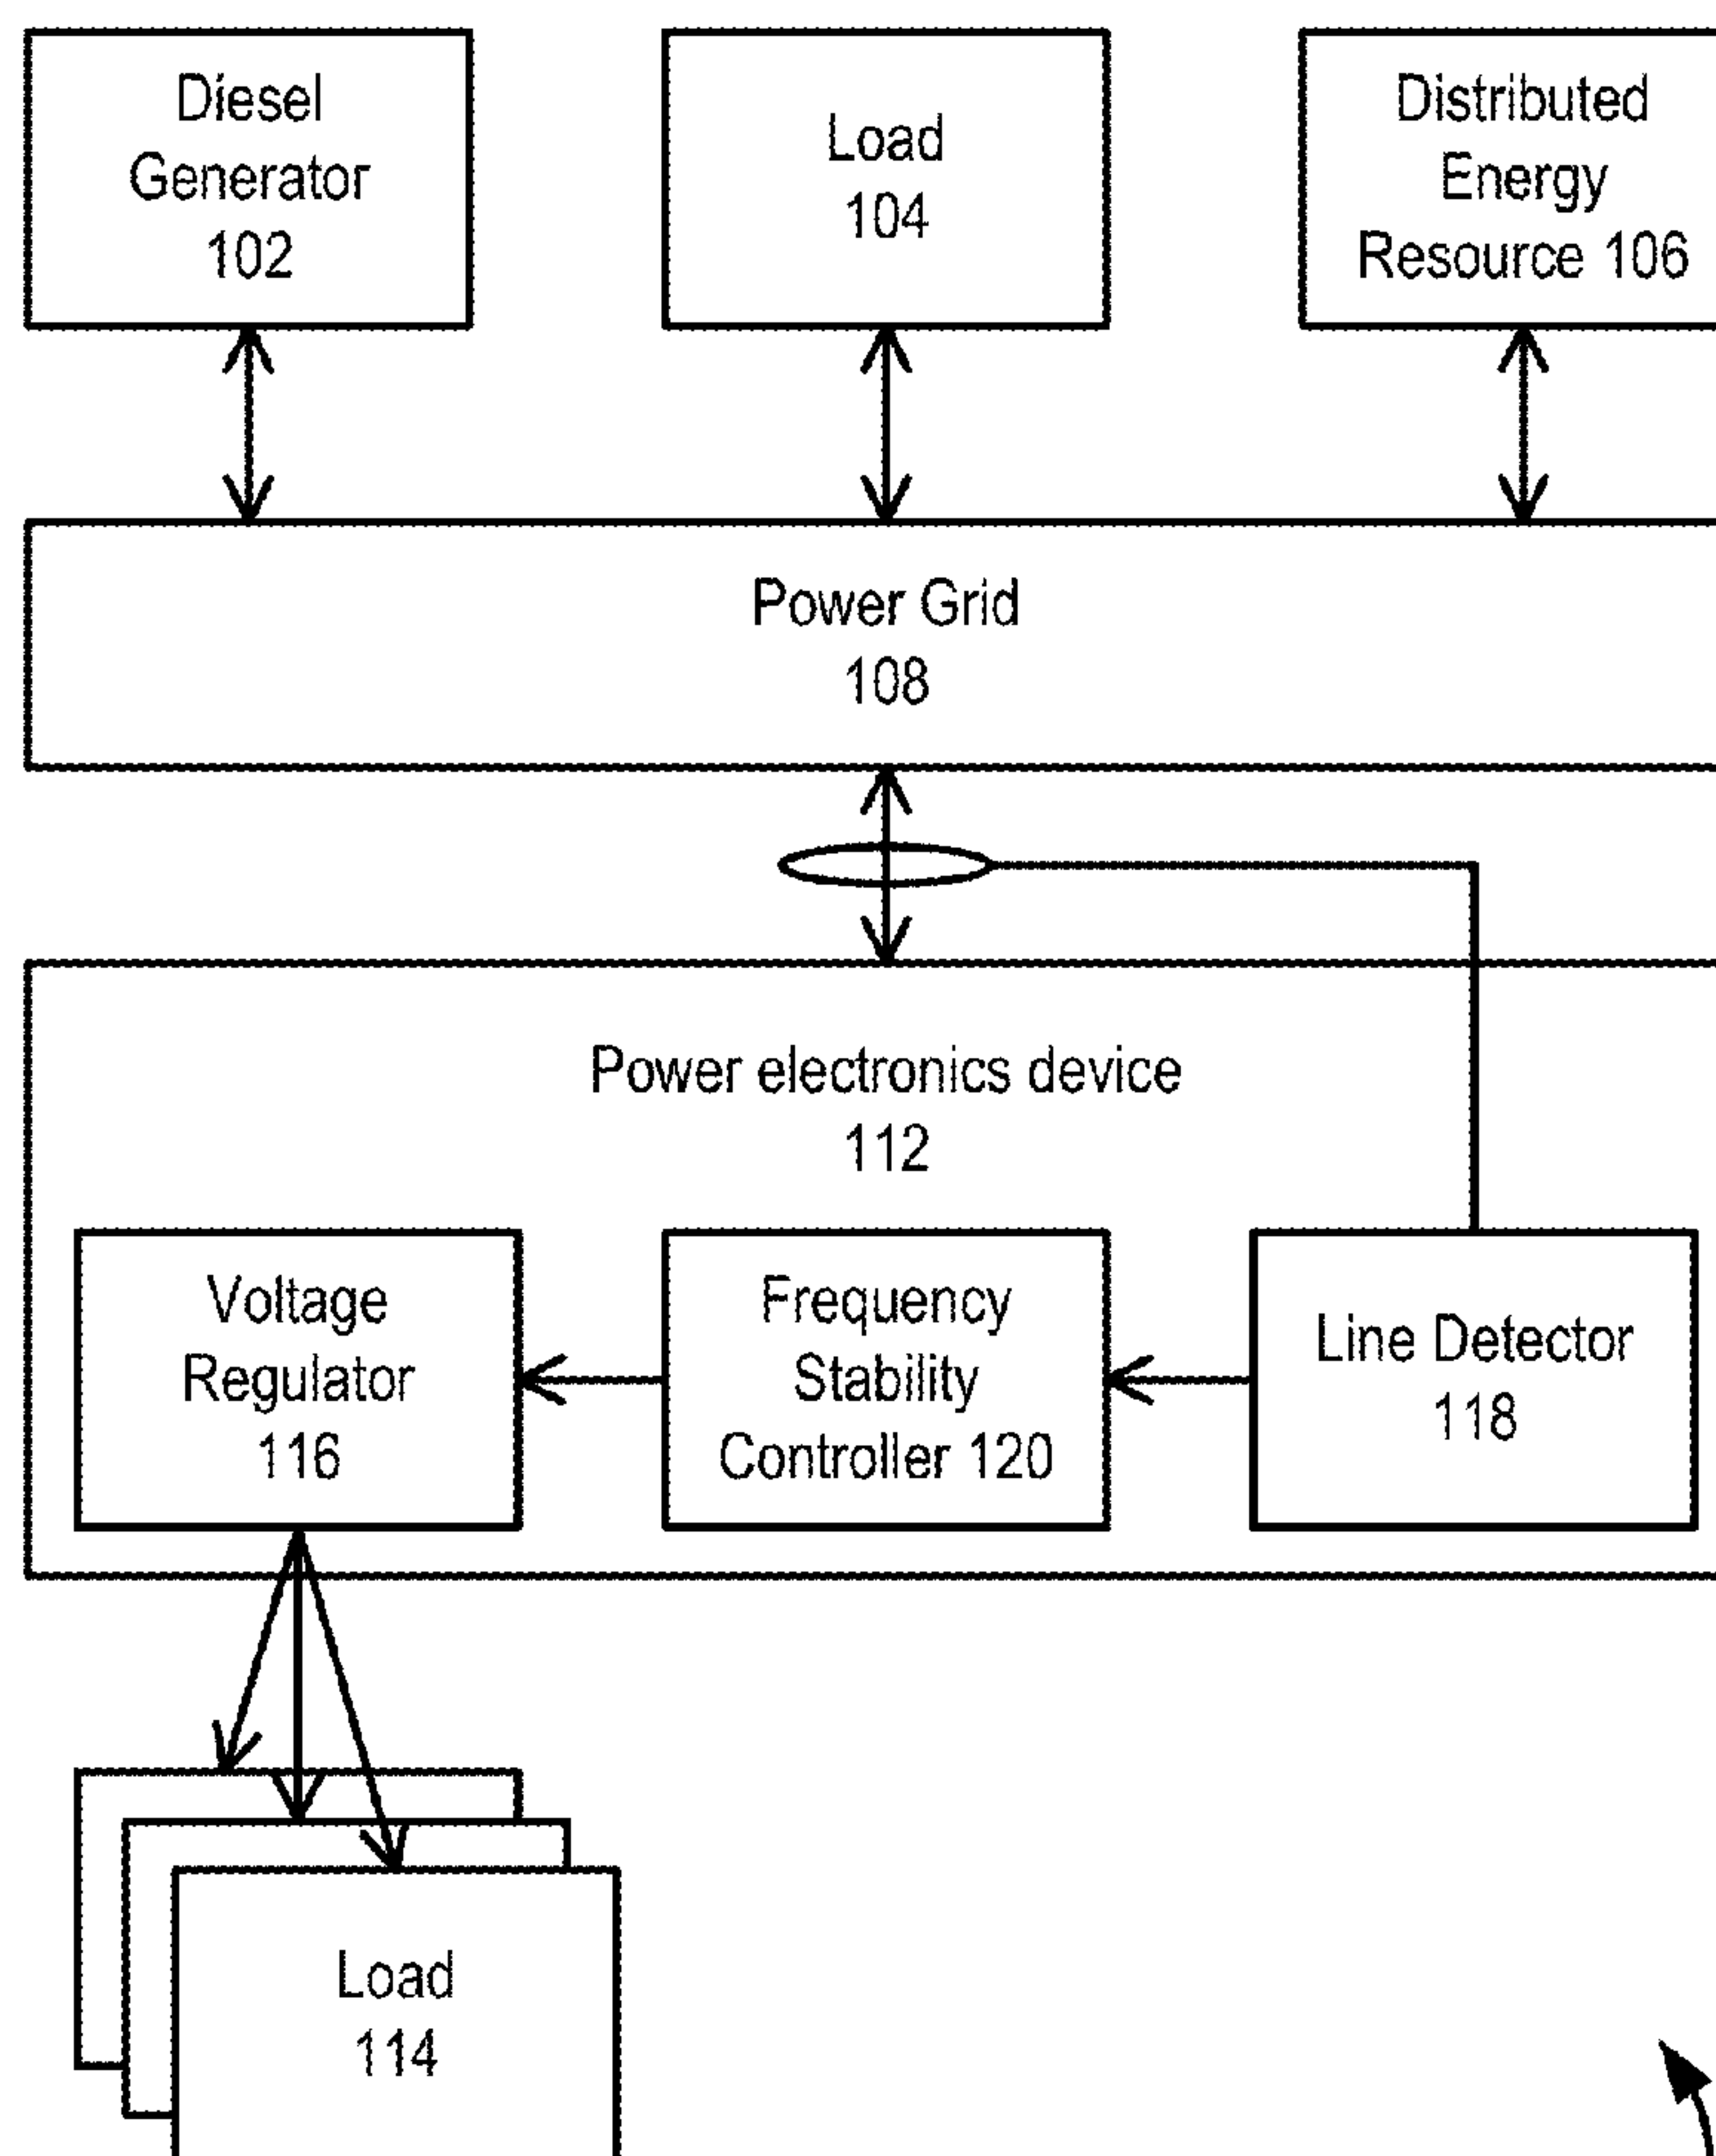 Diesel
Generator
102
Load
104
Distributed
Energy
Resource 106
Power Grid
108
Power electronics device
112
Voltage
Regulator
116
Frequency
Stability
Controller 120
Line Detector
118
Load
114